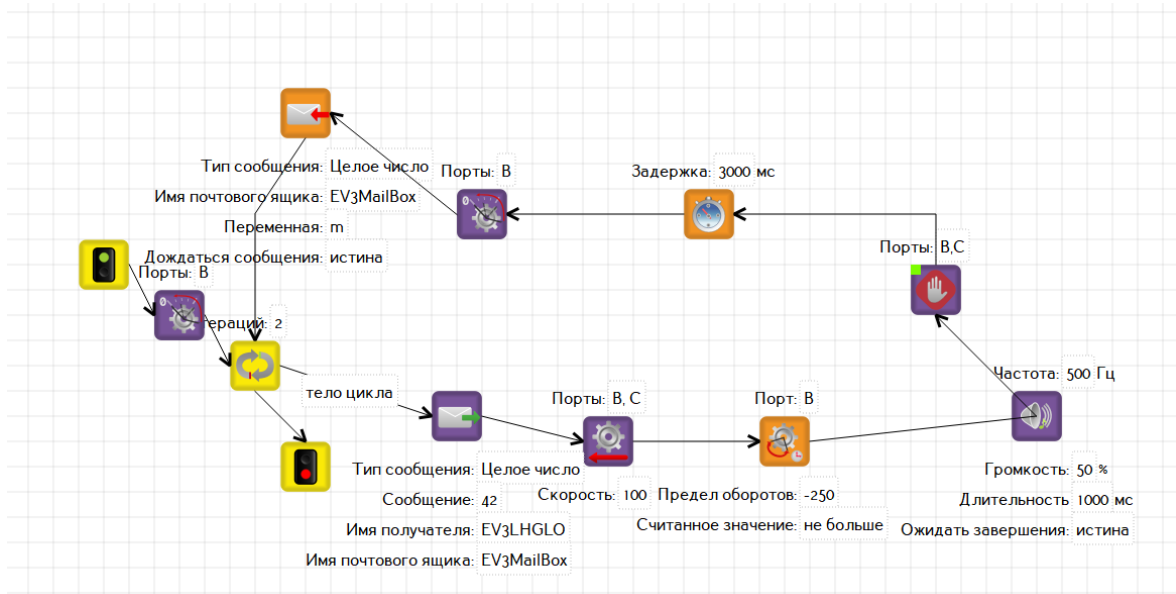 Тип сообщения: Целое число
Имя почтового ящика: EV3MailBox
Переменная: m
Дождаться сообщения: истина
Порты: B
Задержка: 3000 мс
Порты: B,C
Порты: B
ераций: 2
тело цикла
Тип сообщения: Целое число
Сообщение: 42
Имя получателя: EV3LHGLO
Имя почтового ящика: EV3MailBox
Порты: B, C
Скорость: 100
Порт: B
Предел оборотов: -250
Считанное значение: не больше
Частота: 500 Гц
Громкость: 50 %
Длительность 1000 мс
Ожидать завершения: истина